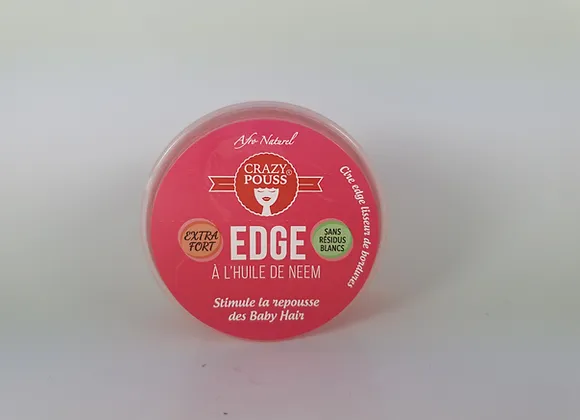 Afro Naturel
CRAZY
POUSS®
EXTRA
FORT
EDGE
SANS
RÉSIDUS
BLANCS
À L'HUILE DE NEEM
Cire edge lisseur de bordures
Stimule la repousse
des Baby Hair